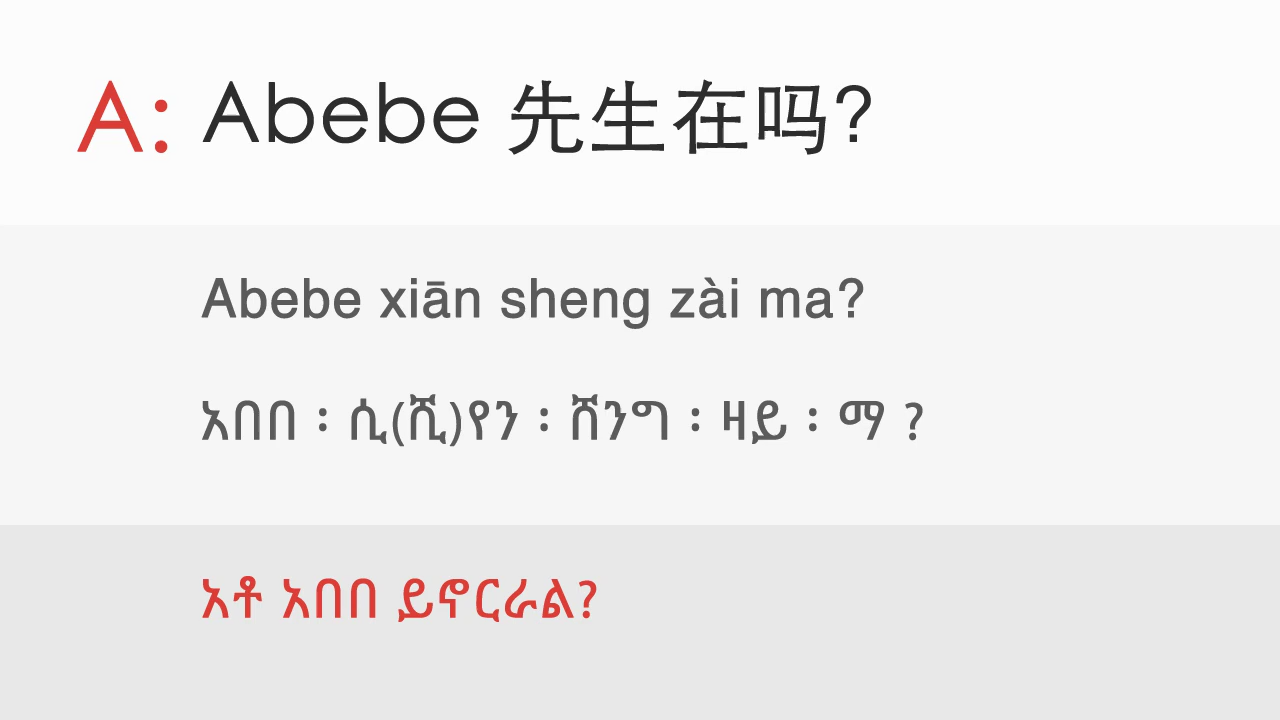 A: Abebe 先生在吗?
Abebe xiān sheng zài ma?
አበበ ፡ ሲ(ሺ)የን ፡ ሸንግ ፡ ዛይ ፡ ማ ?
አቶ አበበ ይኖርራል?